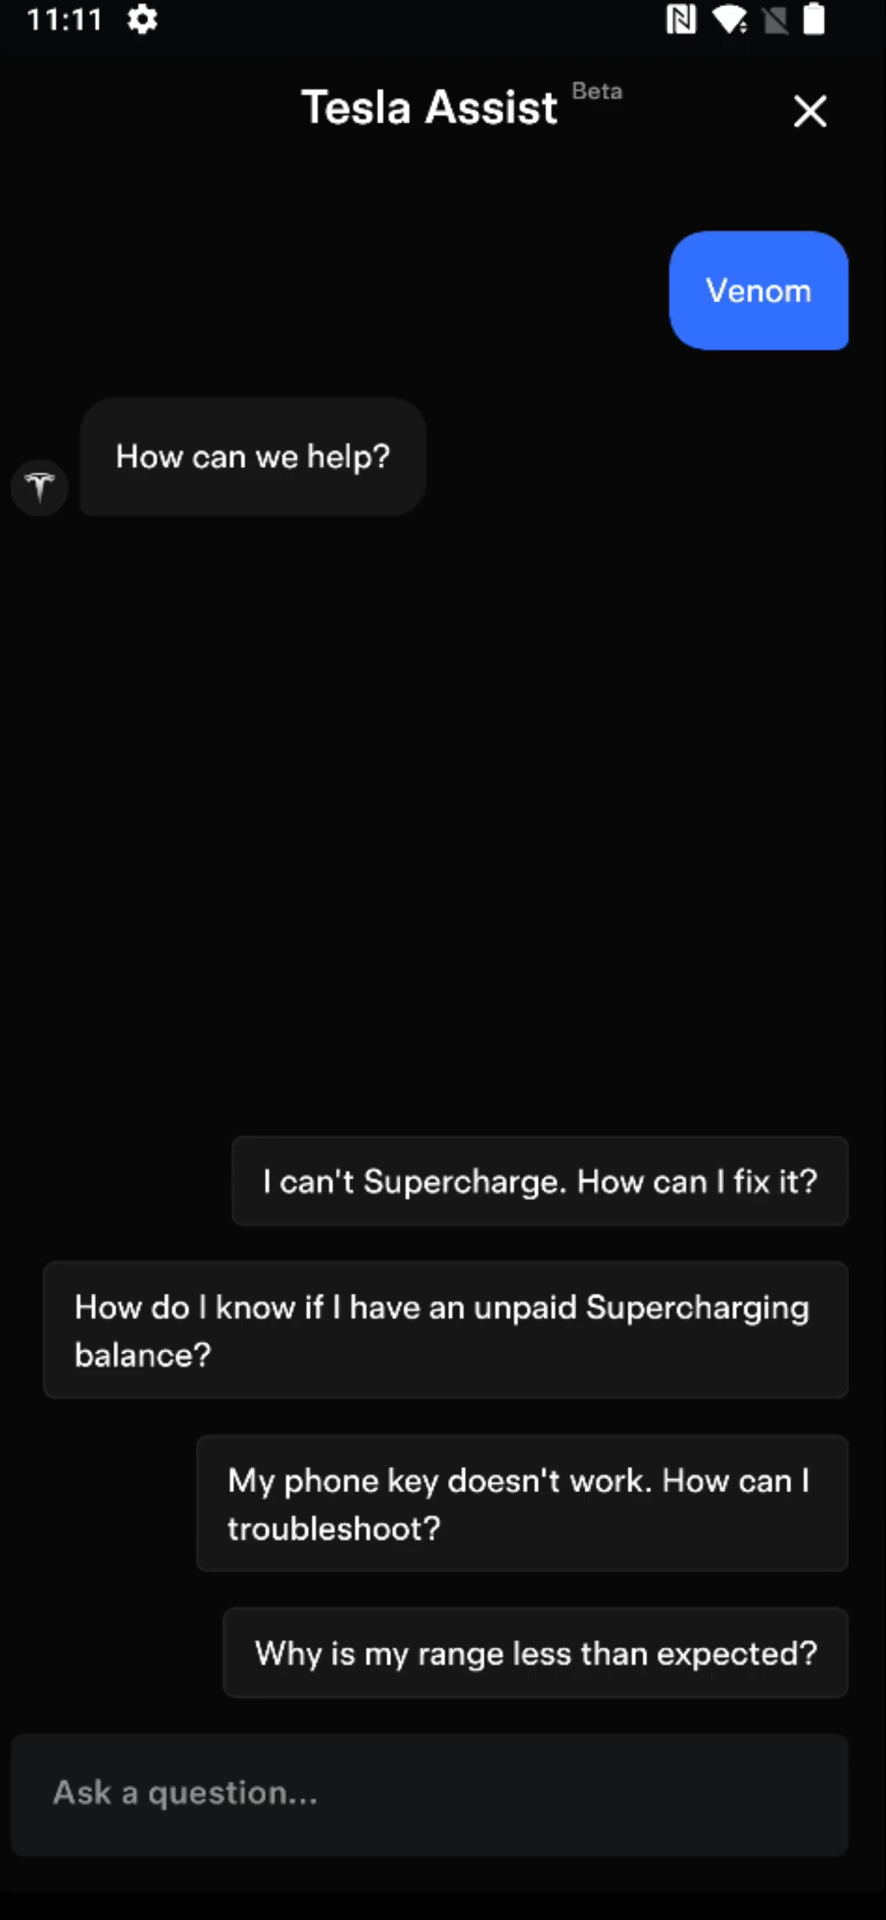 11:11
Tesla Assist Beta
Venom
How can we help?
I can't Supercharge. How can I fix it?
How do I know if I have an unpaid Supercharging
balance?
My phone key doesn't work. How can I
troubleshoot?
Why is my range less than expected?
Ask a question...